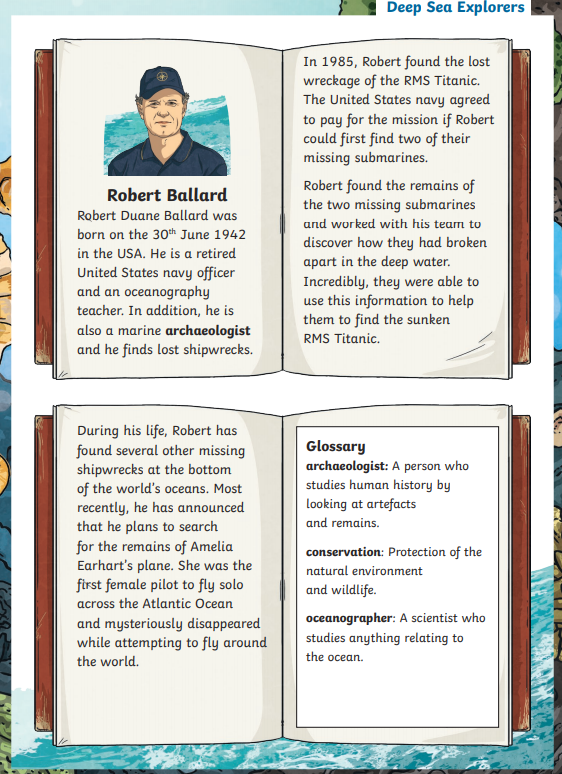 Deep Sea Explorers
Robert Ballard
Robert Duane Ballard was
born on the 30th June 1942
in the USA. He is a retired
United States navy officer
and an oceanography
teacher. In addition, he is
also a marine archaeologist
and he finds lost shipwrecks.
In 1985, Robert found the lost
wreckage of the RMS Titanic.
The United States navy agreed
to pay for the mission if Robert
could first find two of their
missing submarines.
Robert found the remains of
the two missing submarines
and worked with his team to
discover how they had broken
apart in the deep water.
Incredibly, they were able to
use this information to help
them to find the sunken
RMS Titanic.
During his life, Robert has
found several other missing
shipwrecks at the bottom
of the world's oceans. Most
recently, he has announced
that he plans to search
for the remains of Amelia
Earhart's plane. She was the
first female pilot to fly solo
across the Atlantic Ocean
and mysteriously disappeared
while attempting to fly around
the world.
Glossary
archaeologist: A person who
studies human history by
looking at artefacts
and remains.
conservation: Protection of the
natural environment
and wildlife.
oceanographer: A scientist who
studies anything relating to
the ocean.